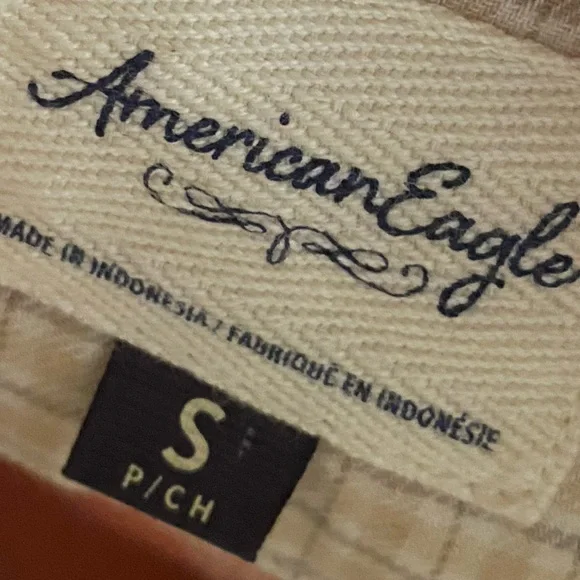 AmericanEagle
MADE IN INDONESIA / FABRIQUÉ EN INDONÉSIE
S
P/CH